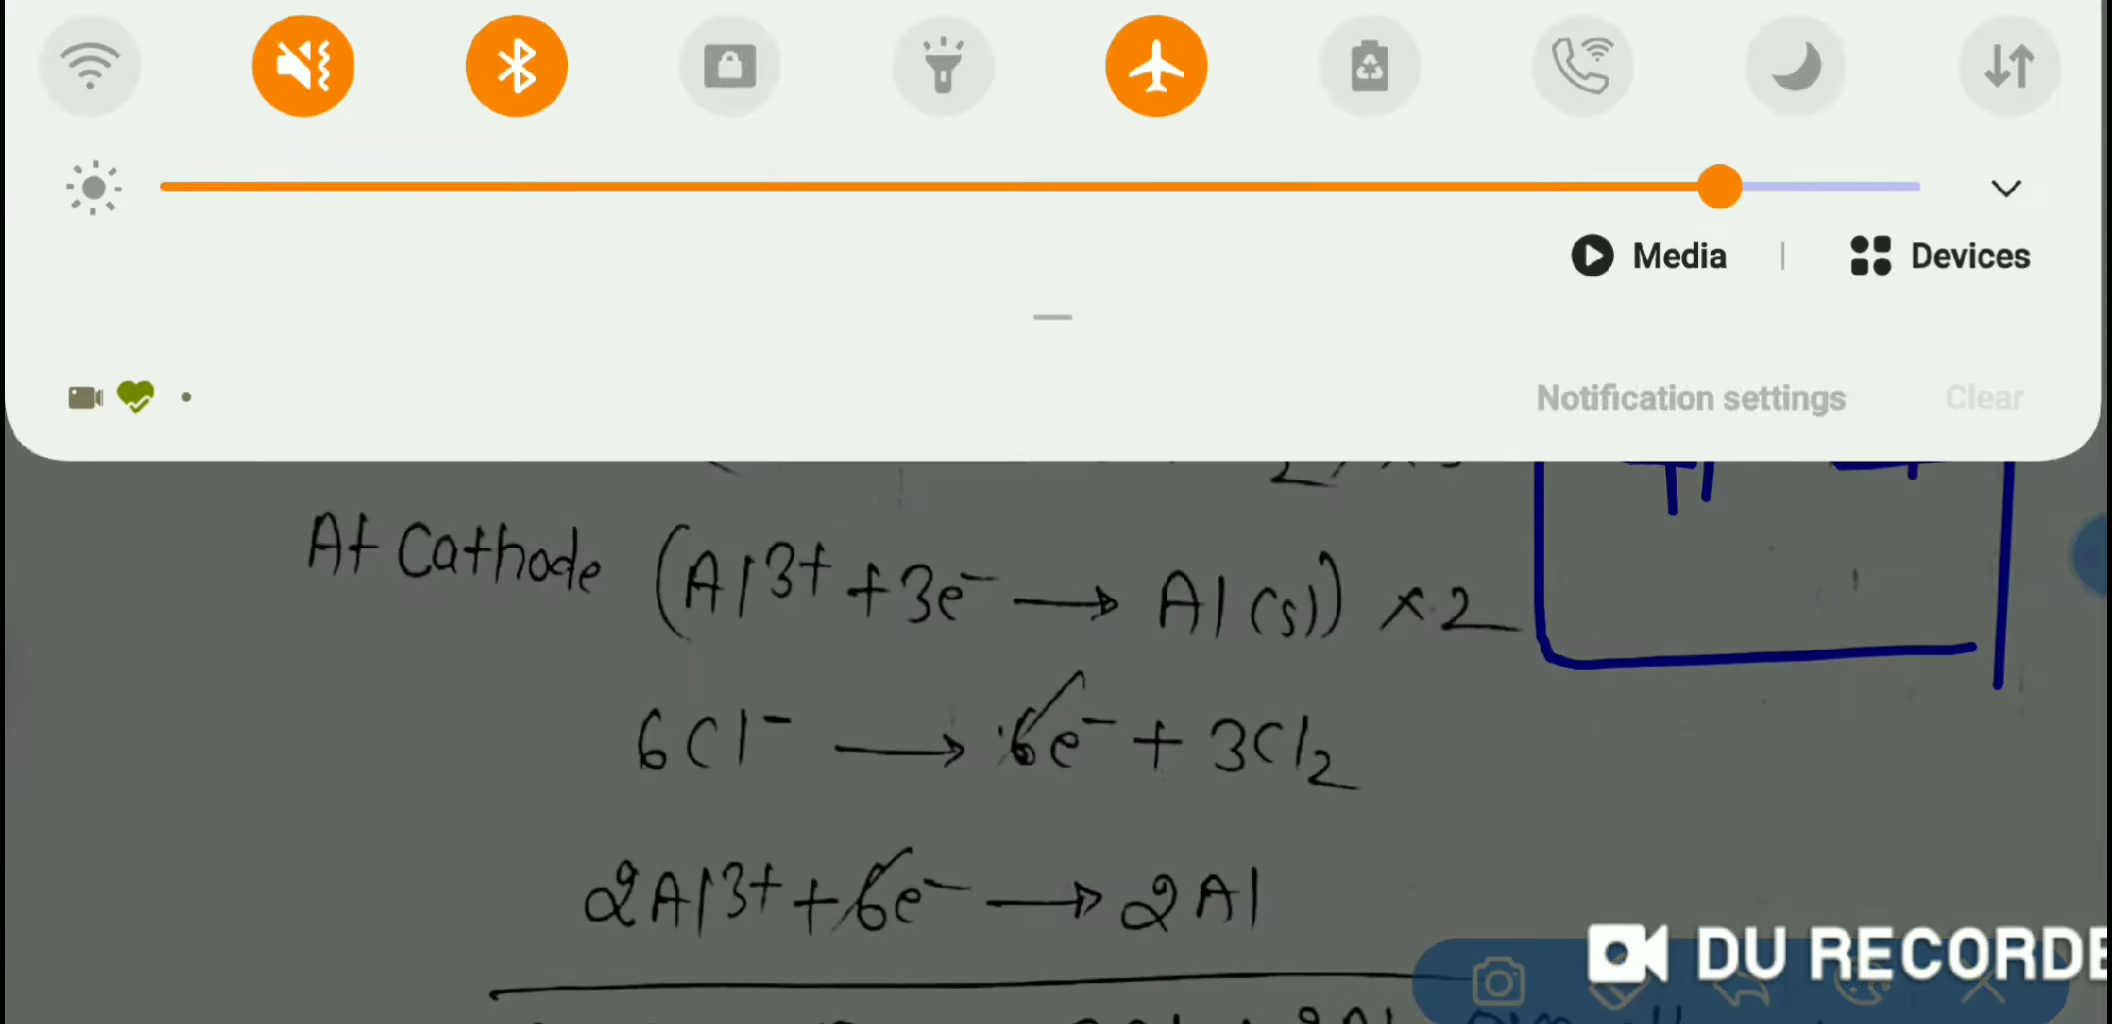 Media | Devices
Notification settings Clear
At Cathode (Al3+ + 3e- → Al(s)) × 2
6Cl- → 6e- + 3Cl2
2Al3+ + 6e- → 2Al
DU RECORDE